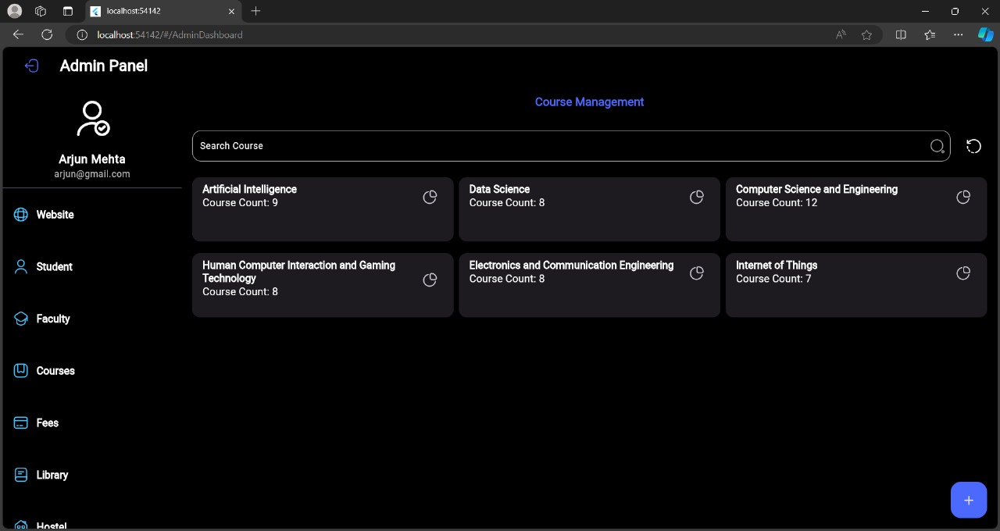 localhost:54142
localhost:54142/#/AdminDashboard
Admin Panel
Arjun Mehta
arjun@gmail.com
Website
Student
Faculty
Courses
Fees
Library
Hostel
Course Management
Search Course
Artificial Intelligence
Course Count: 9
Data Science
Course Count: 8
Computer Science and Engineering
Course Count: 12
Human Computer Interaction and Gaming
Technology
Course Count: 8
Electronics and Communication Engineering
Course Count: 8
Internet of Things
Course Count: 7